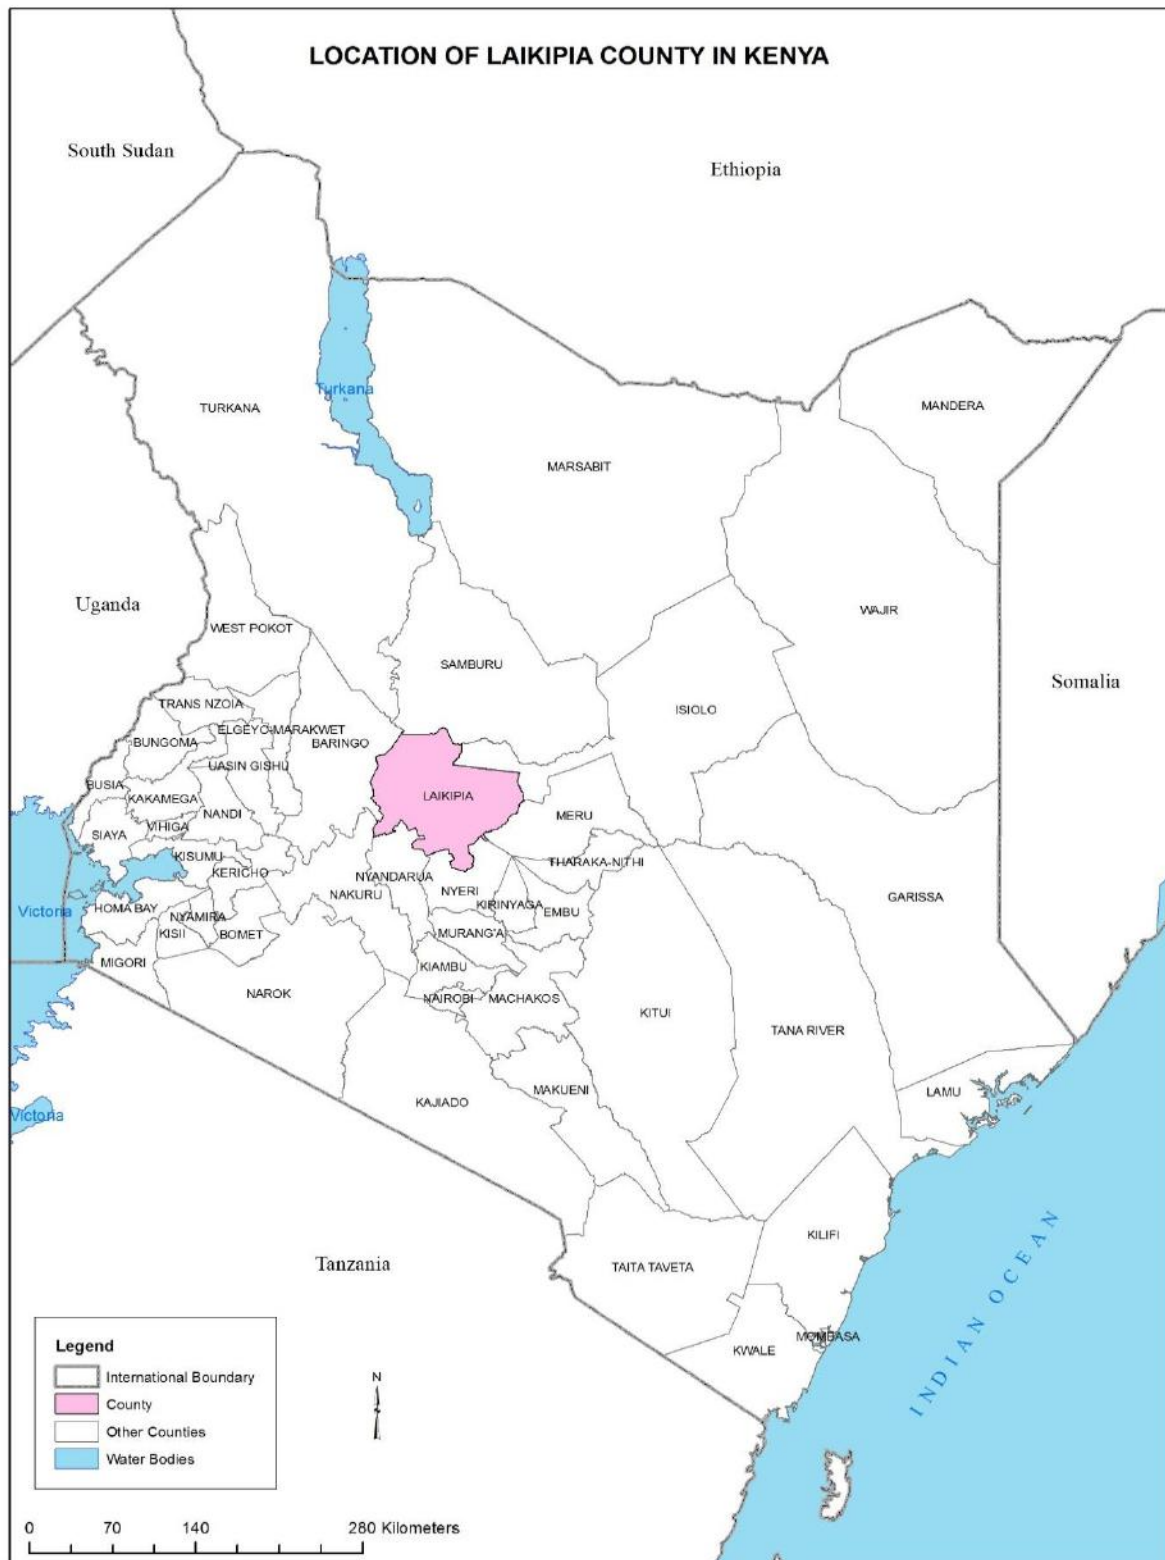 LOCATION OF LAIKIPIA COUNTY IN KENYA
South Sudan
Ethiopia
Turkana
TURKANA
MANDERA
MARSABIT
Uganda
WAJIR
WEST POKOT
SAMBURU
Somalia
TRANS NZOIA
ISIOLO
ELGEYO-MARAKWET
BUNGOMA
BARINGO
UASIN GISHU
BUSIA
KAKAMEGA
LAIKIPIA
NANDI
MERU
SIAYA
VIHIGA
KISUMU
THARAKA-NITHI
KERICHO
NYANDARUA
NYERI
NAKURU
GARISSA
KIRINYAGA
Victoria
HOMA BAY
NYAMIRA
EMBU
KISII
BOMET
MURANG'A
MIGORI
KIAMBU
NAROK
NAIROBI
MACHAKOS
KITUI
TANA RIVER
MAKUENI
LAMU
KAJIADO
Victoria
KILIFI
Tanzania
TAITA TAVETA
INDIAN OCEAN
MOMBASA
KWALE
Legend
International Boundary
County
Other Counties
Water Bodies
N
0 70 140 280 Kilometers